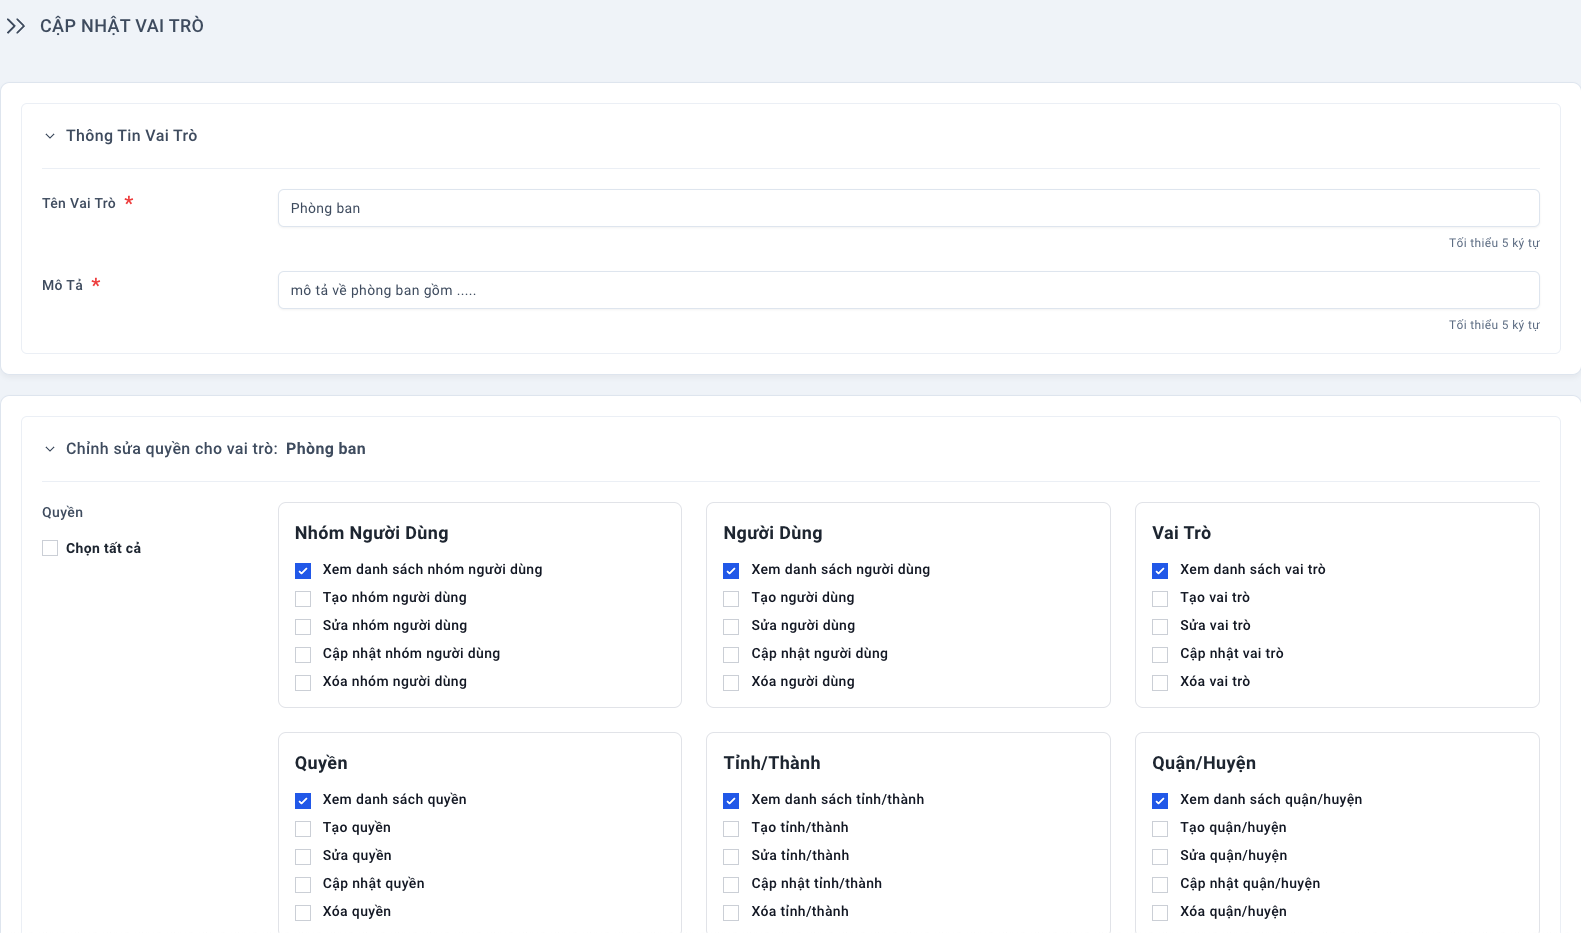 CẬP NHẬT VAI TRÒ
Thông Tin Vai Trò
Tên Vai Trò *
Phòng ban
Tối thiểu 5 ký tự
Mô Tả *
mô tả về phòng ban gồm .....
Tối thiểu 5 ký tự
Chỉnh sửa quyền cho vai trò: Phòng ban
Quyền
Chọn tất cả
Nhóm Người Dùng
Xem danh sách nhóm người dùng
Tạo nhóm người dùng
Sửa nhóm người dùng
Cập nhật nhóm người dùng
Xóa nhóm người dùng
Người Dùng
Xem danh sách người dùng
Tạo người dùng
Sửa người dùng
Cập nhật người dùng
Xóa người dùng
Vai Trò
Xem danh sách vai trò
Tạo vai trò
Sửa vai trò
Cập nhật vai trò
Xóa vai trò
Quyền
Xem danh sách quyền
Tạo quyền
Sửa quyền
Cập nhật quyền
Xóa quyền
Tỉnh/Thành
Xem danh sách tỉnh/thành
Tạo tỉnh/thành
Sửa tỉnh/thành
Cập nhật tỉnh/thành
Xóa tỉnh/thành
Quận/Huyện
Xem danh sách quận/huyện
Tạo quận/huyện
Sửa quận/huyện
Cập nhật quận/huyện
Xóa quận/huyện